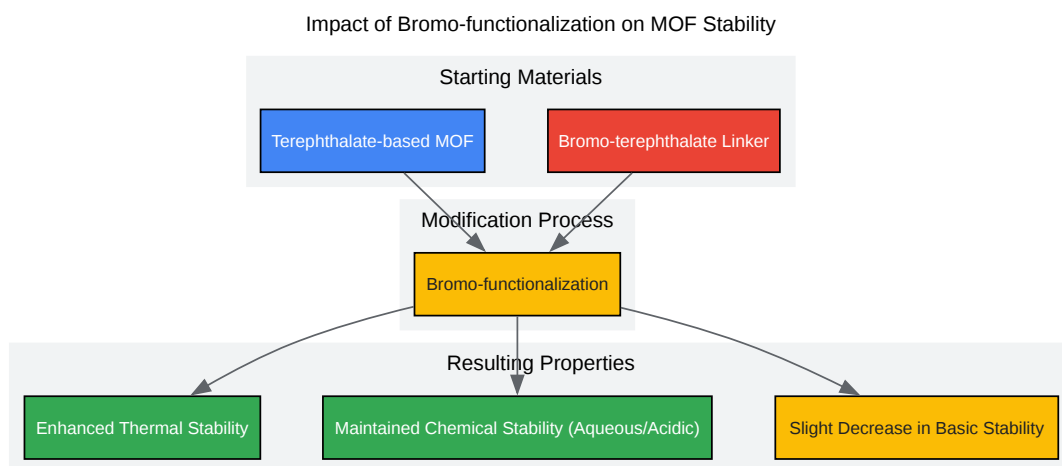 Impact of Bromo-functionalization on MOF Stability
Starting Materials
Terephthalate-based MOF
Bromo-terephthalate Linker
Modification Process
Bromo-functionalization
Resulting Properties
Enhanced Thermal Stability
Maintained Chemical Stability (Aqueous/Acidic)
Slight Decrease in Basic Stability